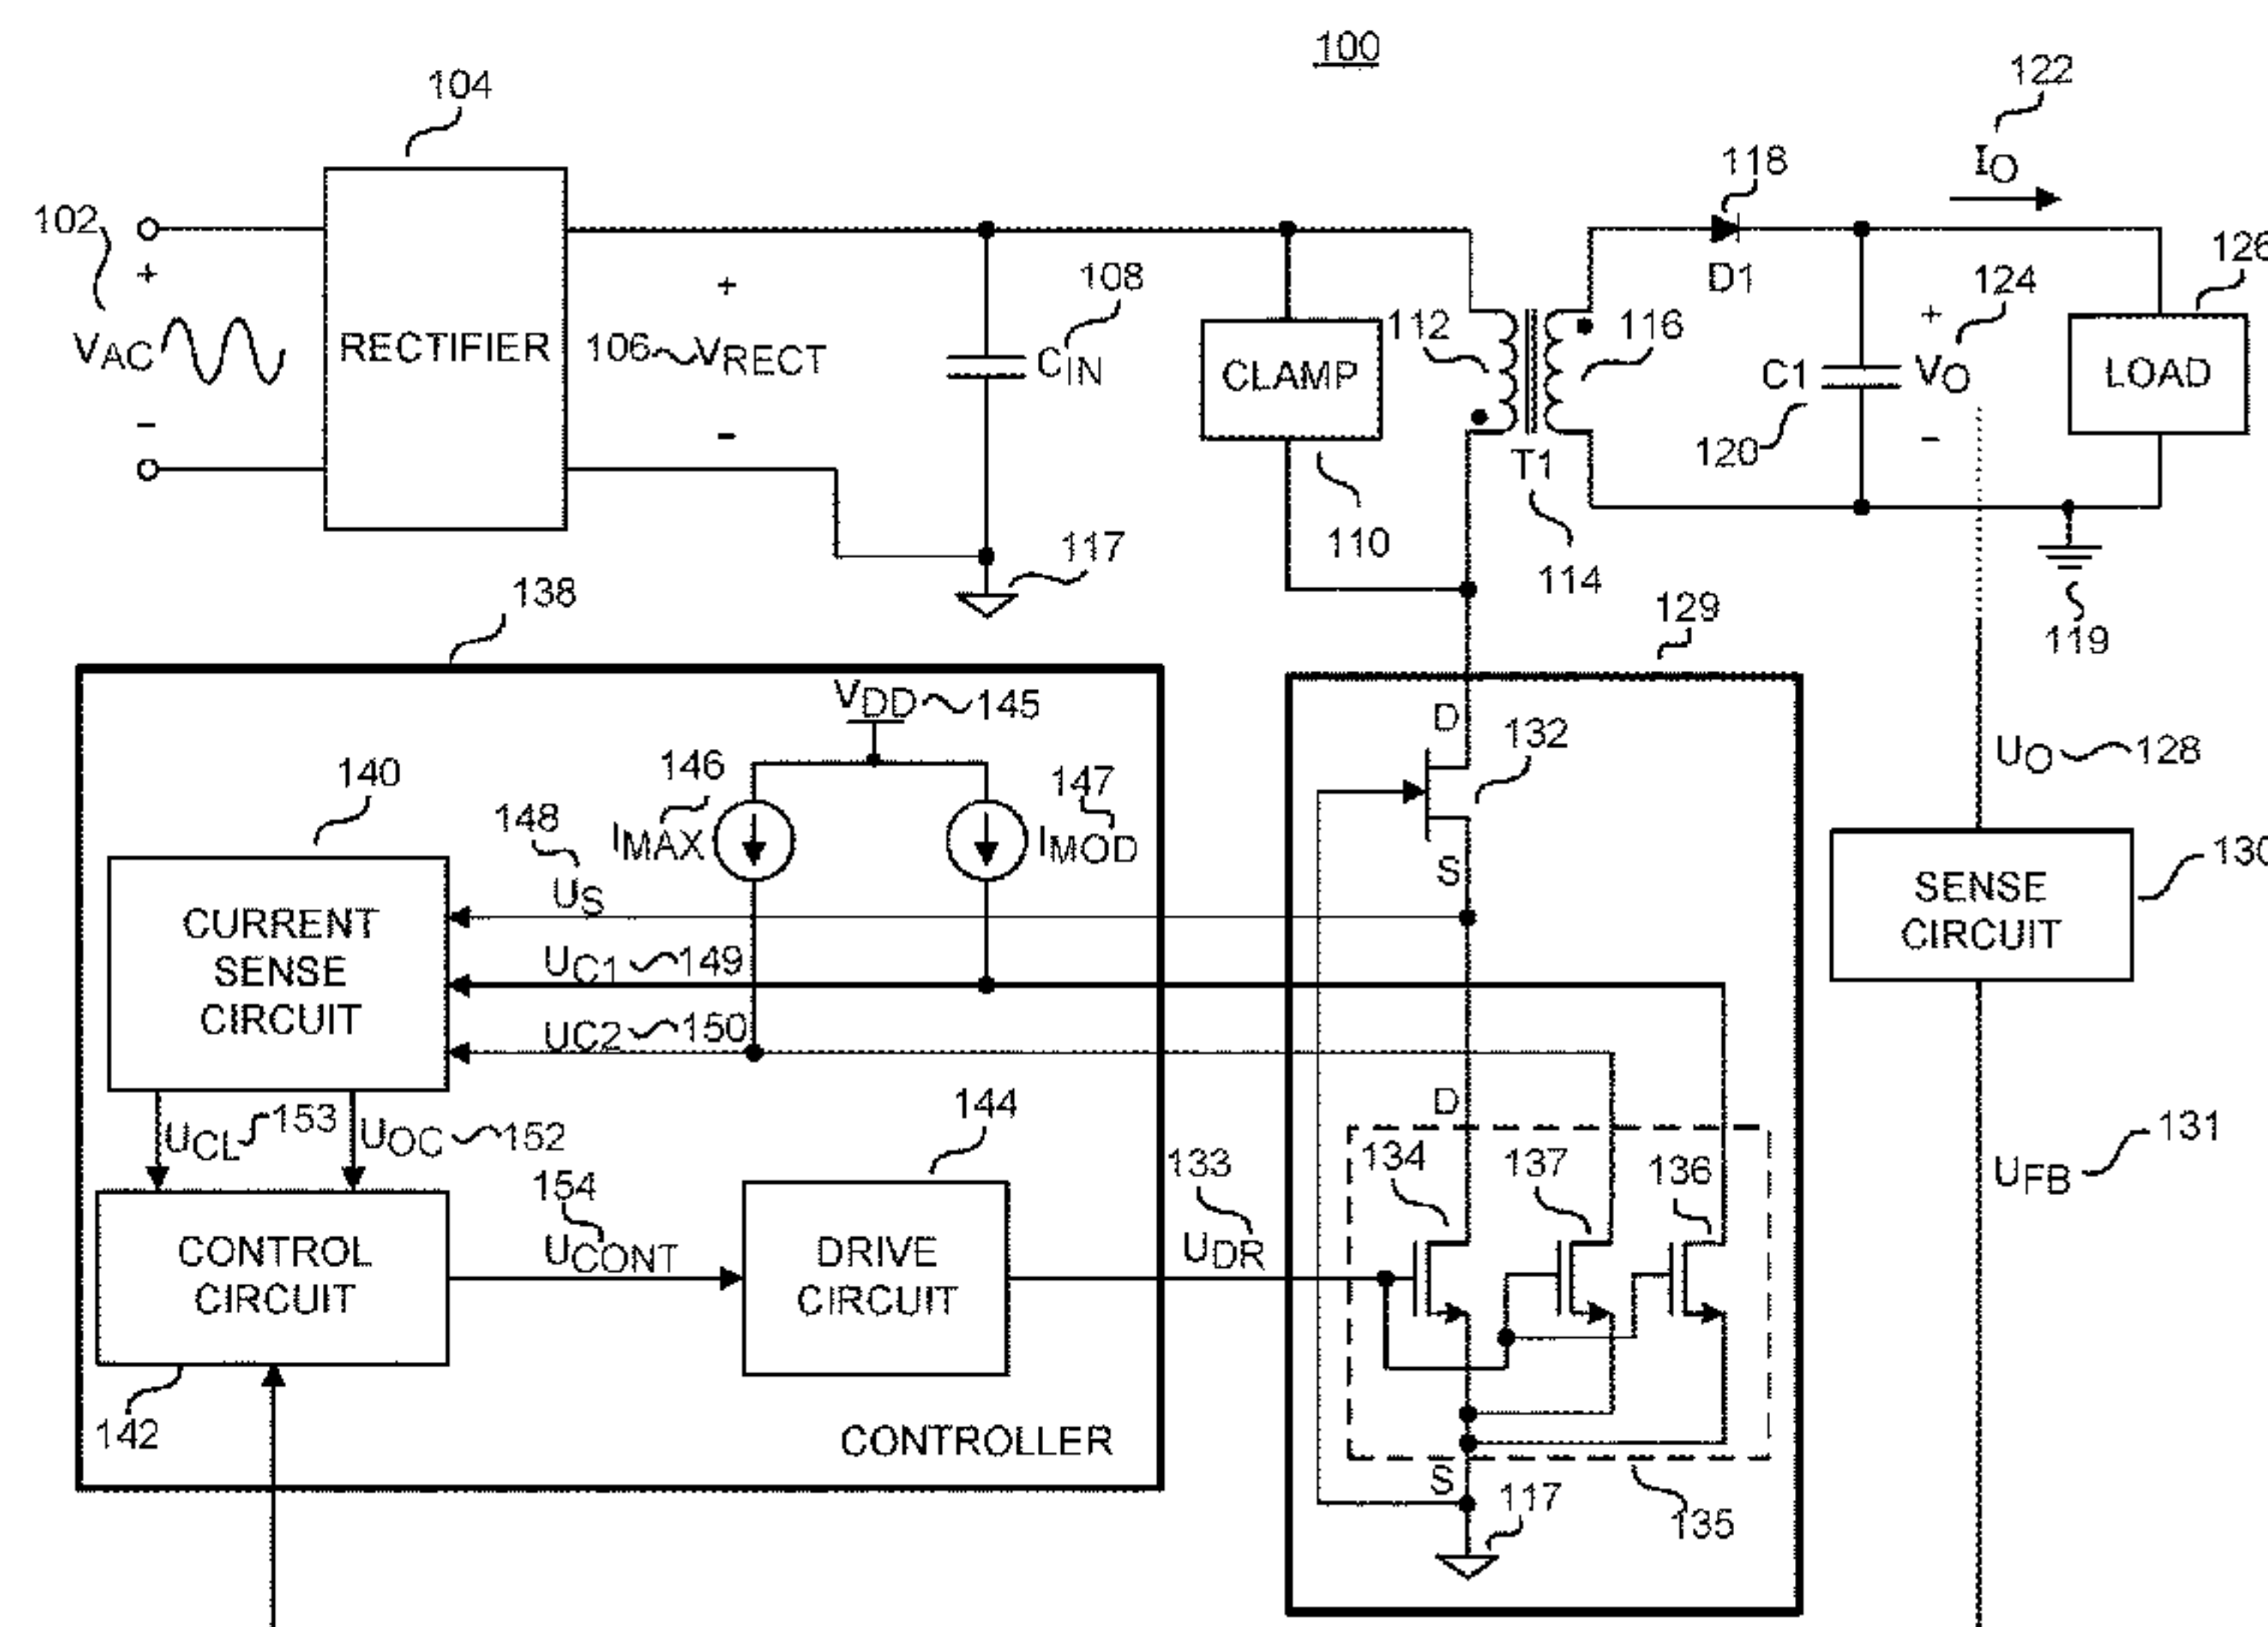 100
104
122
102
118
IO
126
+
+
108
D1
124
+
VAC
RECTIFIER
106
VRECT
CIN
CLAMP
112
116
C1
VO
LOAD
-
-
120
-
T1
110
114
117
119
138
129
VDD
145
D
132
UO
128
140
146
147
148
IMAX
IMOD
S
130
US
SENSE
CIRCUIT
CURRENT
SENSE
CIRCUIT
UC1
149
UC2
150
D
144
UCL
153
UOC
152
133
134
137
136
131
UFB
154
UCONT
UDR
CONTROL
CIRCUIT
DRIVE
CIRCUIT
142
CONTROLLER
S
117
135